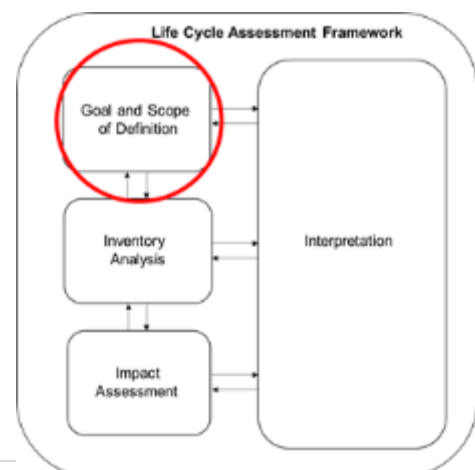 Life Cycle Assessment Framework
Goal and Scope
of Definition
Inventory
Analysis
Interpretation
Impact
Assessment